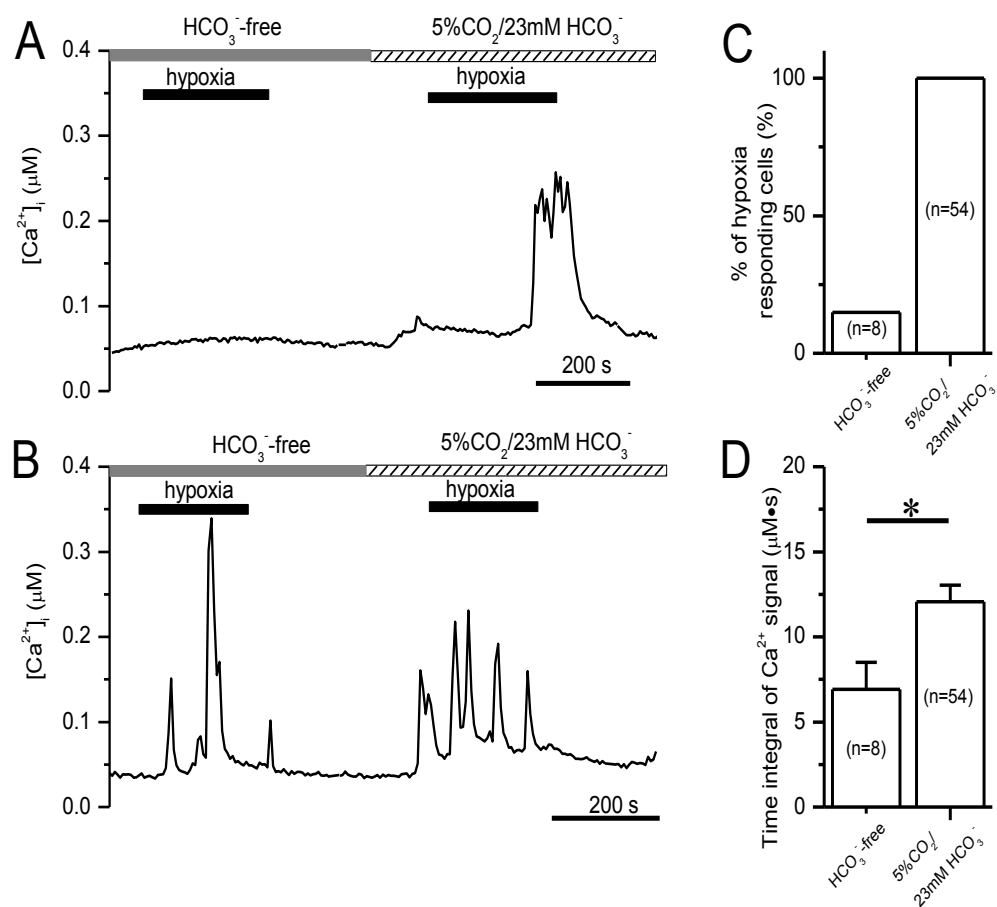 A
HCO₃⁻-free
5%CO₂/23mM HCO₃⁻
hypoxia
hypoxia
[Ca²⁺]ᵢ (μM)
0.4
0.3
0.2
0.1
0.0
200 s
B
HCO₃⁻-free
5%CO₂/23mM HCO₃⁻
hypoxia
hypoxia
[Ca²⁺]ᵢ (μM)
0.4
0.3
0.2
0.1
0.0
200 s
C
% of hypoxia
responding cells (%)
100
50
0
(n=8)
(n=54)
HCO₃⁻-free
5%CO₂/
23mM HCO₃⁻
D
Time integral of Ca²⁺ signal (μM•s)
20
15
10
5
0
*
(n=8)
(n=54)
HCO₃⁻-free
5%CO₂/
23mM HCO₃⁻